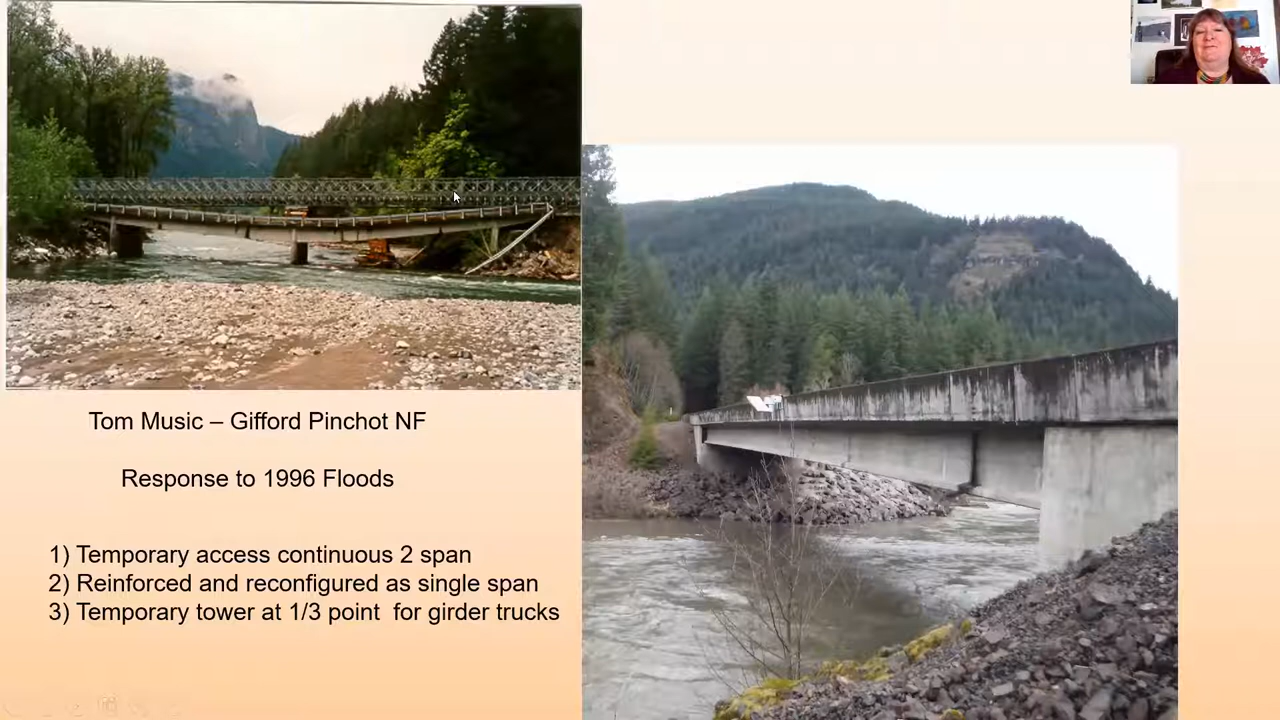 Tom Music – Gifford Pinchot NF
Response to 1996 Floods
1) Temporary access continuous 2 span
2) Reinforced and reconfigured as single span
3) Temporary tower at 1/3 point  for girder trucks